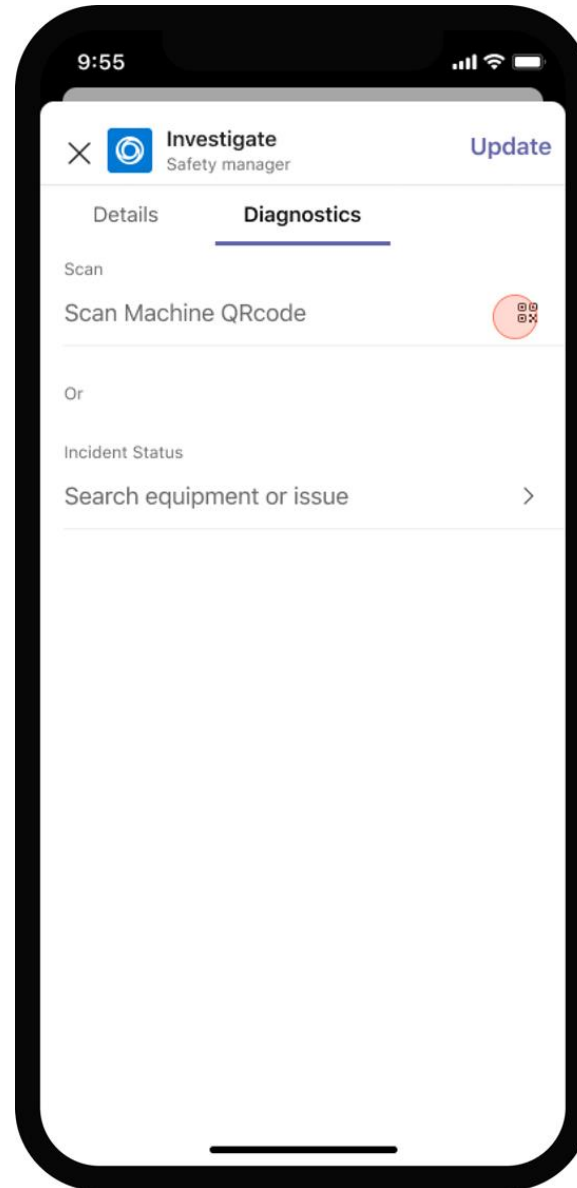 9:55
Investigate
Safety manager
Update
Details Diagnostics
Scan
Scan Machine QRcode
Or
Incident Status
Search equipment or issue